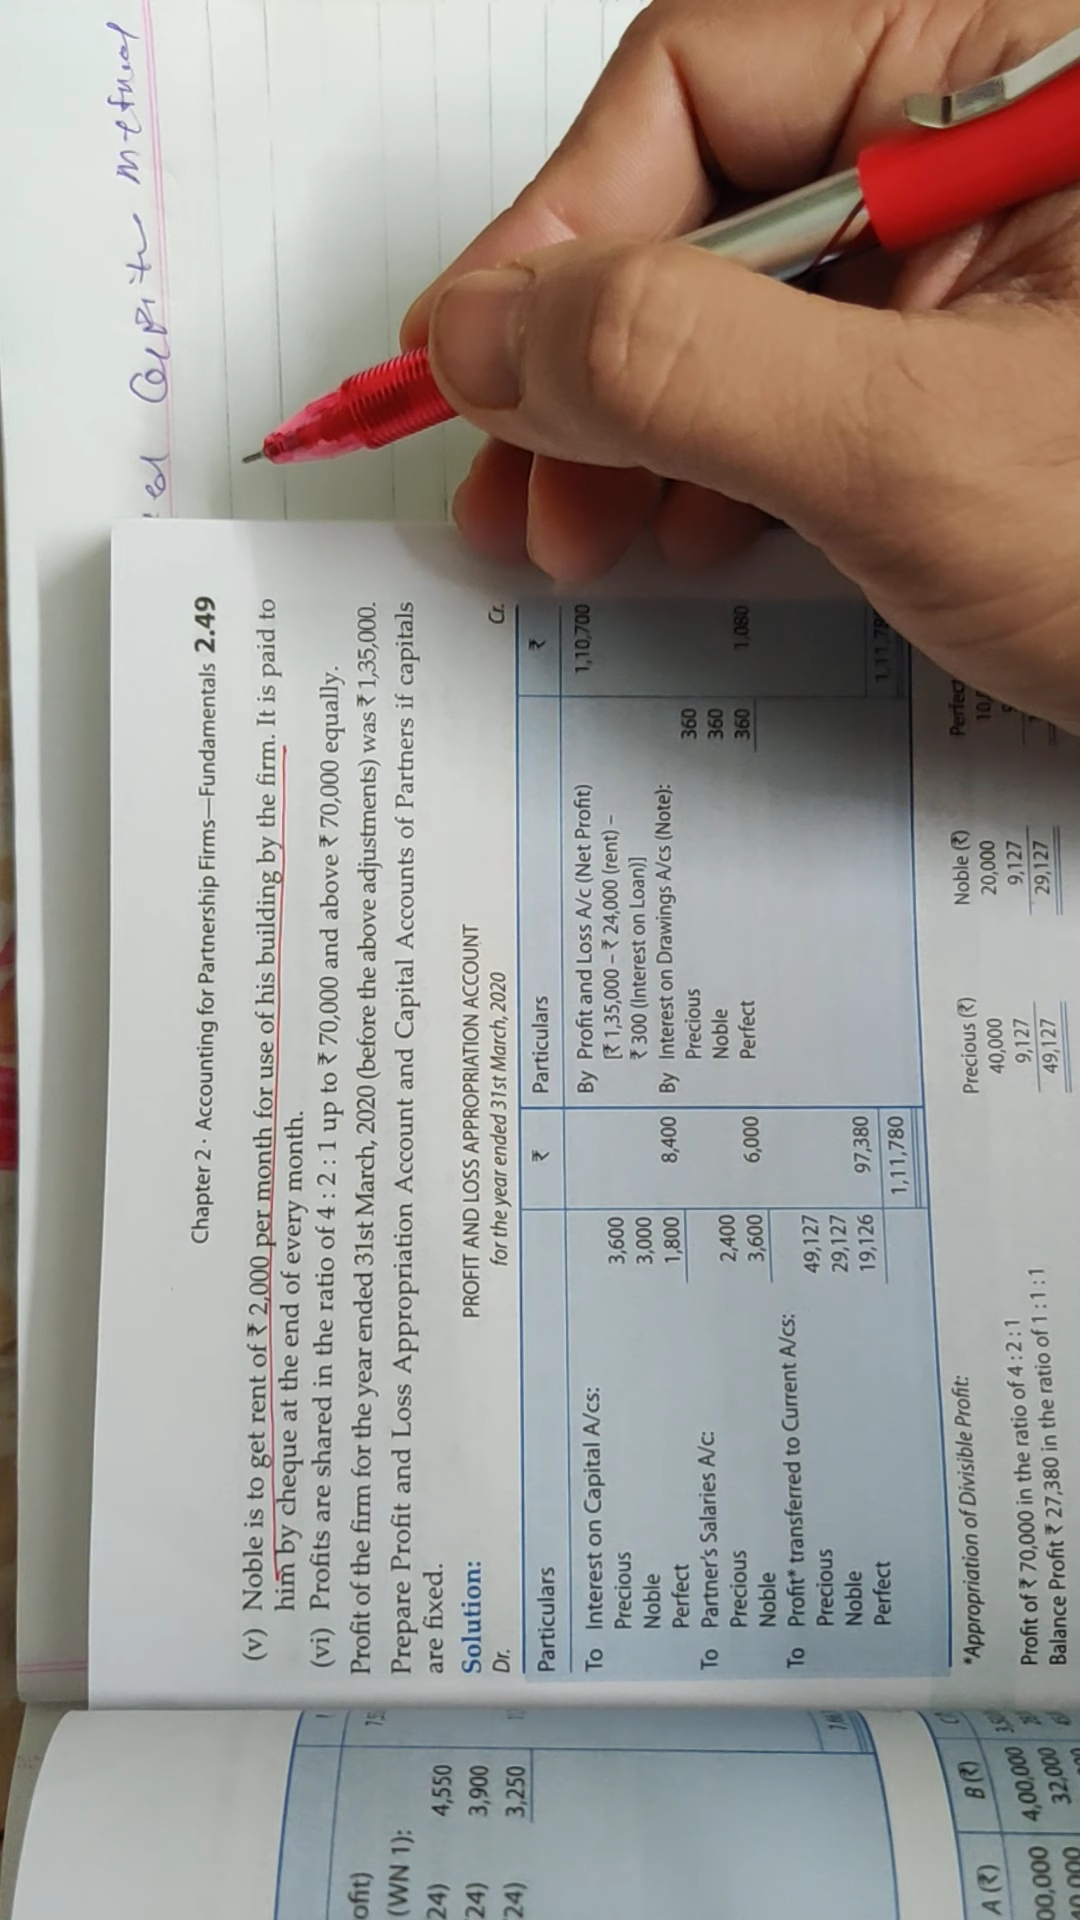 ed Capital method
Chapter 2 · Accounting for Partnership Firms—Fundamentals 2.49
(v) Noble is to get rent of ₹ 2,000 per month for use of his building by the firm. It is paid to
him by cheque at the end of every month.
(vi) Profits are shared in the ratio of 4 : 2 : 1 up to ₹ 70,000 and above ₹ 70,000 equally.
Profit of the firm for the year ended 31st March, 2020 (before the above adjustments) was ₹ 1,35,000.
Prepare Profit and Loss Appropriation Account and Capital Accounts of Partners if capitals
are fixed.
Solution:
PROFIT AND LOSS APPROPRIATION ACCOUNT
Dr. for the year ended 31st March, 2020 Cr.
Particulars ₹ Particulars ₹
To Interest on Capital A/cs: By Profit and Loss A/c (Net Profit) 1,10,700
Precious 3,600 [₹ 1,35,000 – ₹ 24,000 (rent) –
Noble 3,000 ₹ 300 (Interest on Loan)]
Perfect 1,800 8,400 By Interest on Drawings A/cs (Note):
To Partner's Salaries A/c: Precious 360
Precious 2,400 Noble 360
Noble 3,600 6,000 Perfect 360 1,080
To Profit* transferred to Current A/cs:
Precious 49,127
Noble 29,127
Perfect 19,126 97,380
1,11,780 1,11,78
*Appropriation of Divisible Profit: Precious (₹) Noble (₹) Perfect
Profit of ₹ 70,000 in the ratio of 4 : 2 : 1 40,000 20,000 10,
Balance Profit ₹ 27,380 in the ratio of 1 : 1 : 1 9,127 9,127
49,127 29,127
ofit)
(WN 1):
24) 4,550
24) 3,900
24) 3,250
A (₹) B (₹)
00,000 4,00,000
32,000